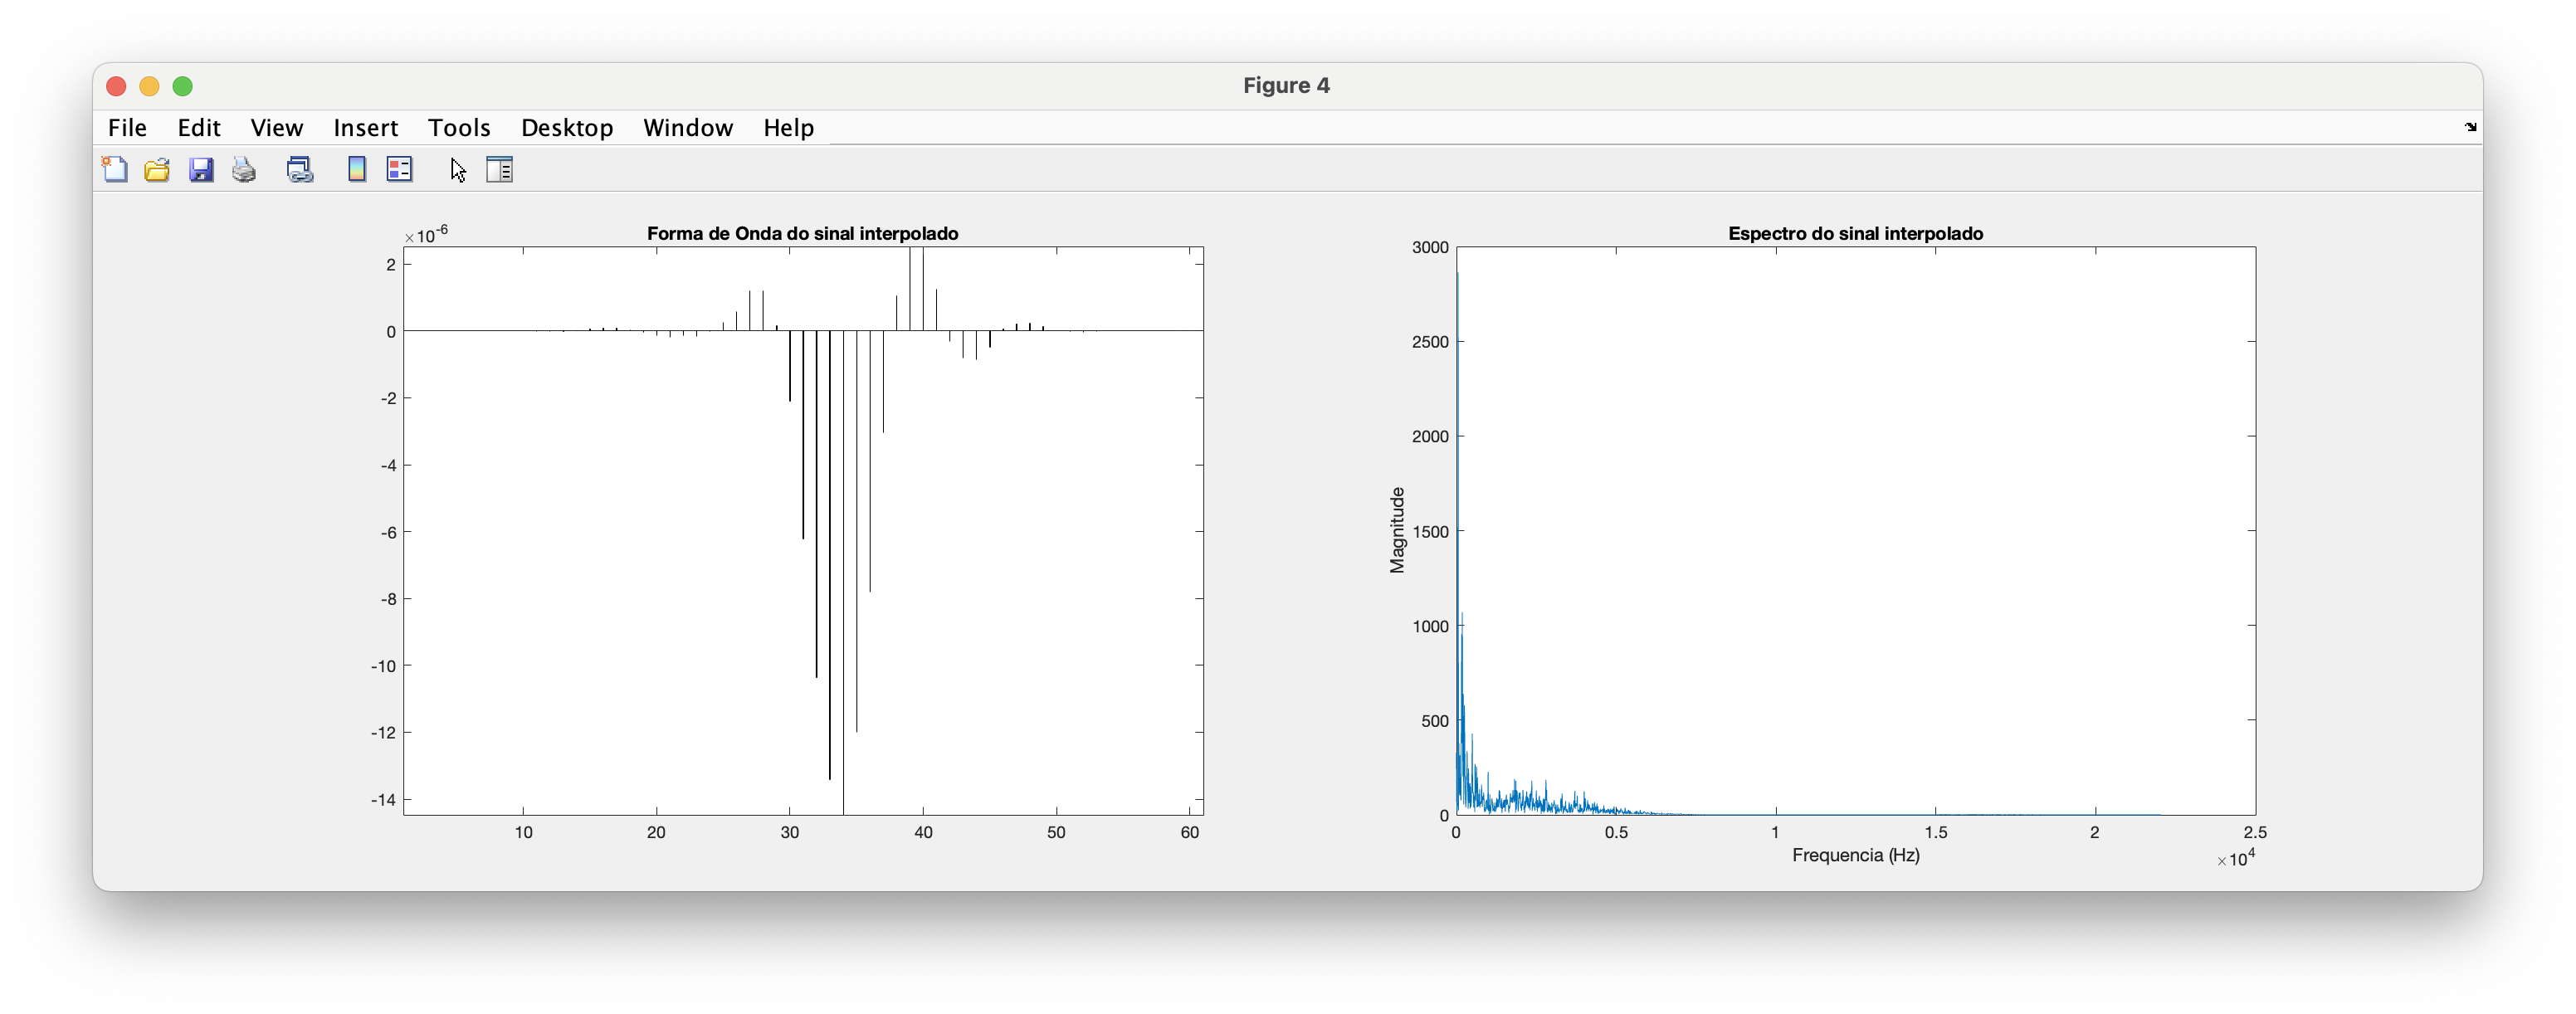 Figure 4
File Edit View Insert Tools Desktop Window Help
×10-6
Forma de Onda do sinal interpolado
2
0
-2
-4
-6
-8
-10
-12
-14
10 20 30 40 50 60
Espectro do sinal interpolado
3000
2500
2000
1500
1000
500
0
Magnitude
0 0.5 1 1.5 2 2.5
Frequencia (Hz)
×104